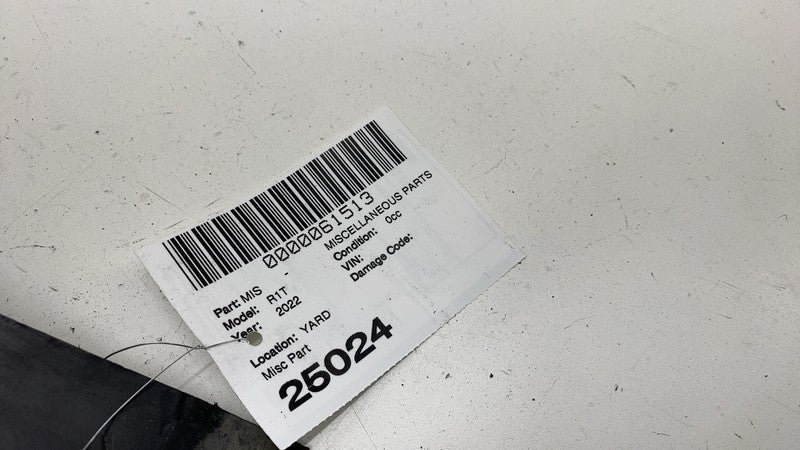 0000061513
Part: MIS - MISCELLANEOUS PARTS
Model: R1T Condition: 0cc
Year: 2022 VIN:
Damage Code:
Location: YARD
Misc Part
25024